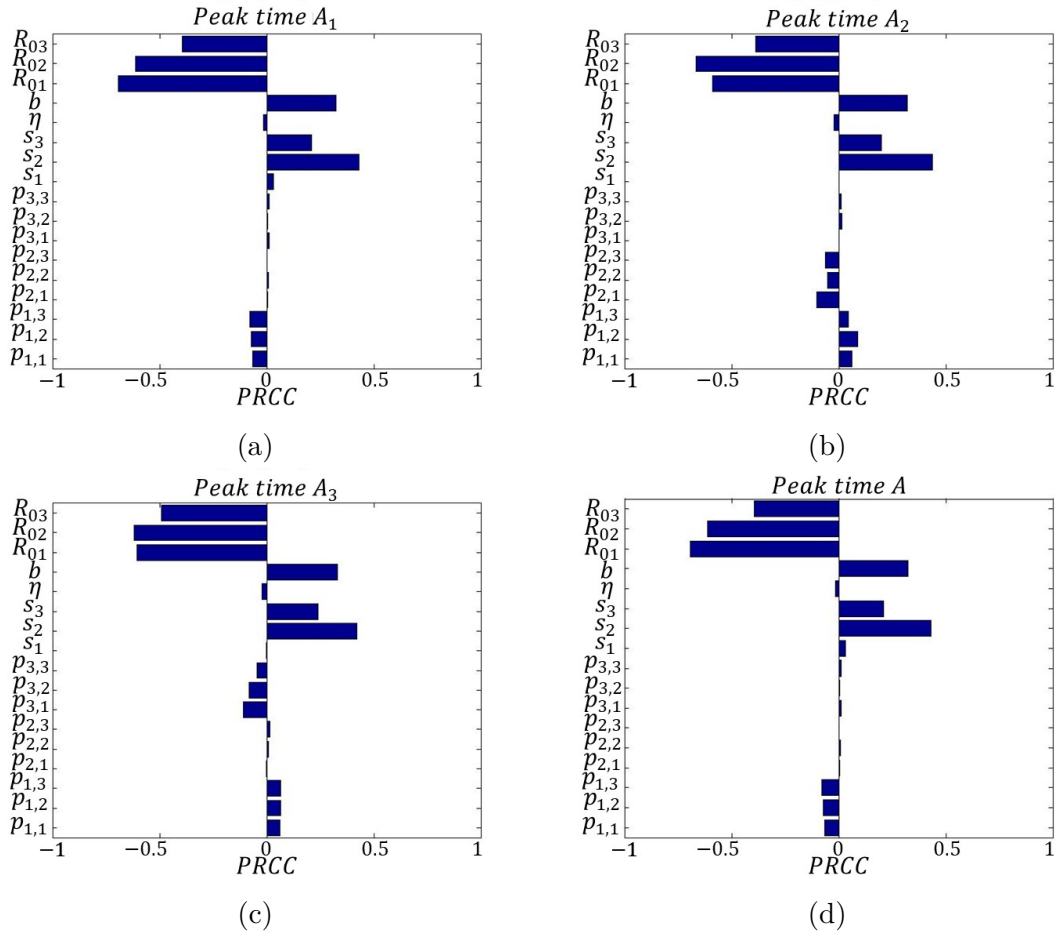 Peak time A₁
R₀₃
R₀₂
R₀₁
b
η
s₃
s₂
s₁
p₃,₃
p₃,₂
p₃,₁
p₂,₃
p₂,₂
p₂,₁
p₁,₃
p₁,₂
p₁,₁
−1 −0.5 0 0.5 1
PRCC
(a)
Peak time A₂
R₀₃
R₀₂
R₀₁
b
η
s₃
s₂
s₁
p₃,₃
p₃,₂
p₃,₁
p₂,₃
p₂,₂
p₂,₁
p₁,₃
p₁,₂
p₁,₁
−1 −0.5 0 0.5 1
PRCC
(b)
Peak time A₃
R₀₃
R₀₂
R₀₁
b
η
s₃
s₂
s₁
p₃,₃
p₃,₂
p₃,₁
p₂,₃
p₂,₂
p₂,₁
p₁,₃
p₁,₂
p₁,₁
−1 −0.5 0 0.5 1
PRCC
(c)
Peak time A
R₀₃
R₀₂
R₀₁
b
η
s₃
s₂
s₁
p₃,₃
p₃,₂
p₃,₁
p₂,₃
p₂,₂
p₂,₁
p₁,₃
p₁,₂
p₁,₁
−1 −0.5 0 0.5 1
PRCC
(d)